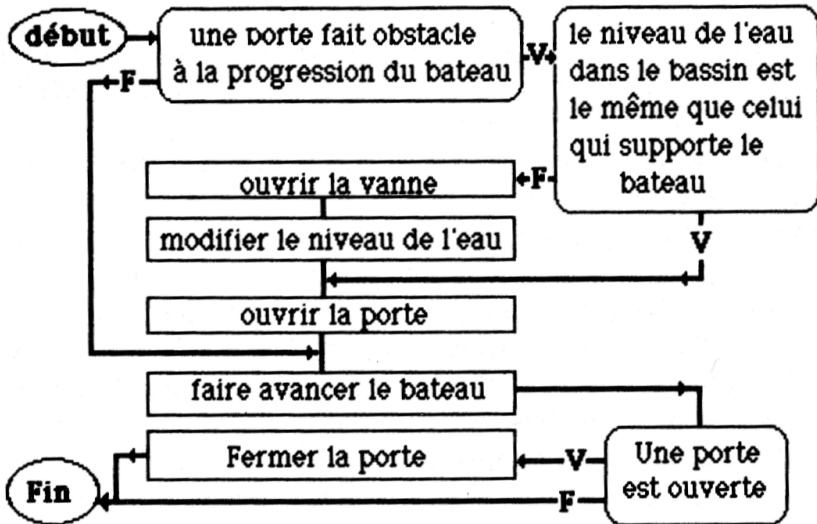 début
une porte fait obstacle
à la progression du bateau
V
F
le niveau de l'eau
dans le bassin est
le même que celui
qui supporte le
bateau
F
V
ouvrir la vanne
modifier le niveau de l'eau
ouvrir la porte
faire avancer le bateau
Fermer la porte
V
F
Une porte
est ouverte
Fin